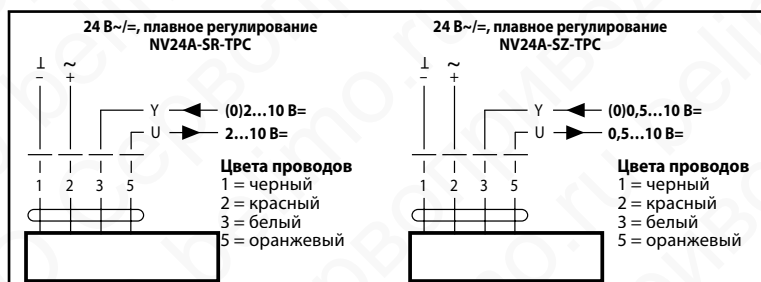 24 В~/=, плавное регулирование
NV24A-SR-TPC
⊥ ~
– +
Y (0)2...10 В=
U 2...10 В=
1 2 3 5
Цвета проводов
1 = черный
2 = красный
3 = белый
5 = оранжевый
24 В~/=, плавное регулирование
NV24A-SZ-TPC
⊥ ~
– +
Y (0)0,5...10 В=
U 0,5...10 В=
1 2 3 5
Цвета проводов
1 = черный
2 = красный
3 = белый
5 = оранжевый